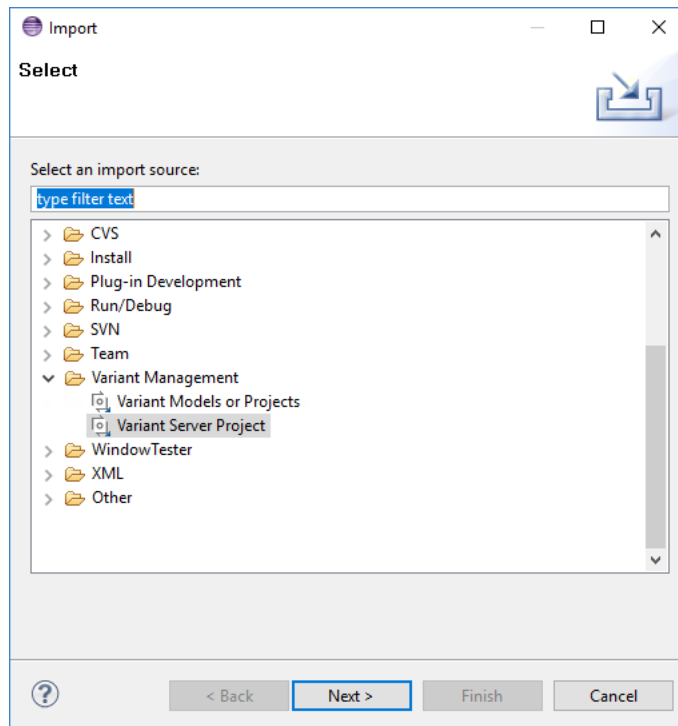 Import
Select
Select an import source:
type filter text
CVS
Install
Plug-in Development
Run/Debug
SVN
Team
Variant Management
Variant Models or Projects
Variant Server Project
WindowTester
XML
Other
? < Back Next > Finish Cancel